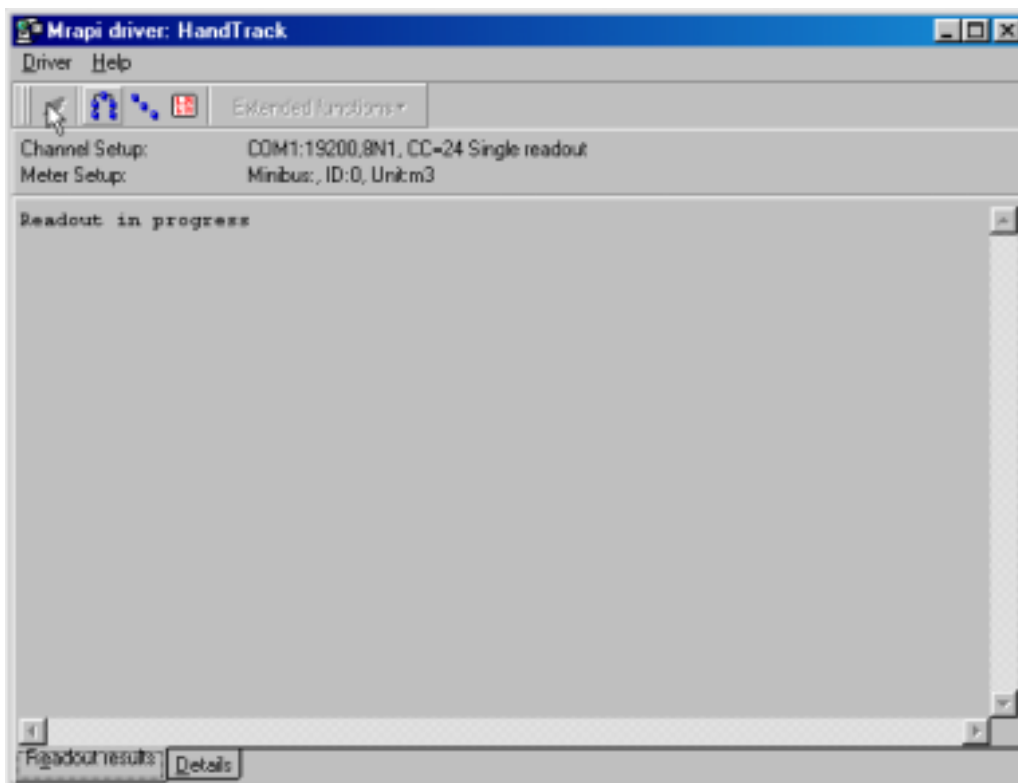 Mrapi driver: HandTrack
Driver Help
Extended functions
Channel Setup: COM1:19200,8N1, CC=24 Single readout
Meter Setup: Minibus:, ID:0, Unit:m3
Readout in progress
Readout results Details